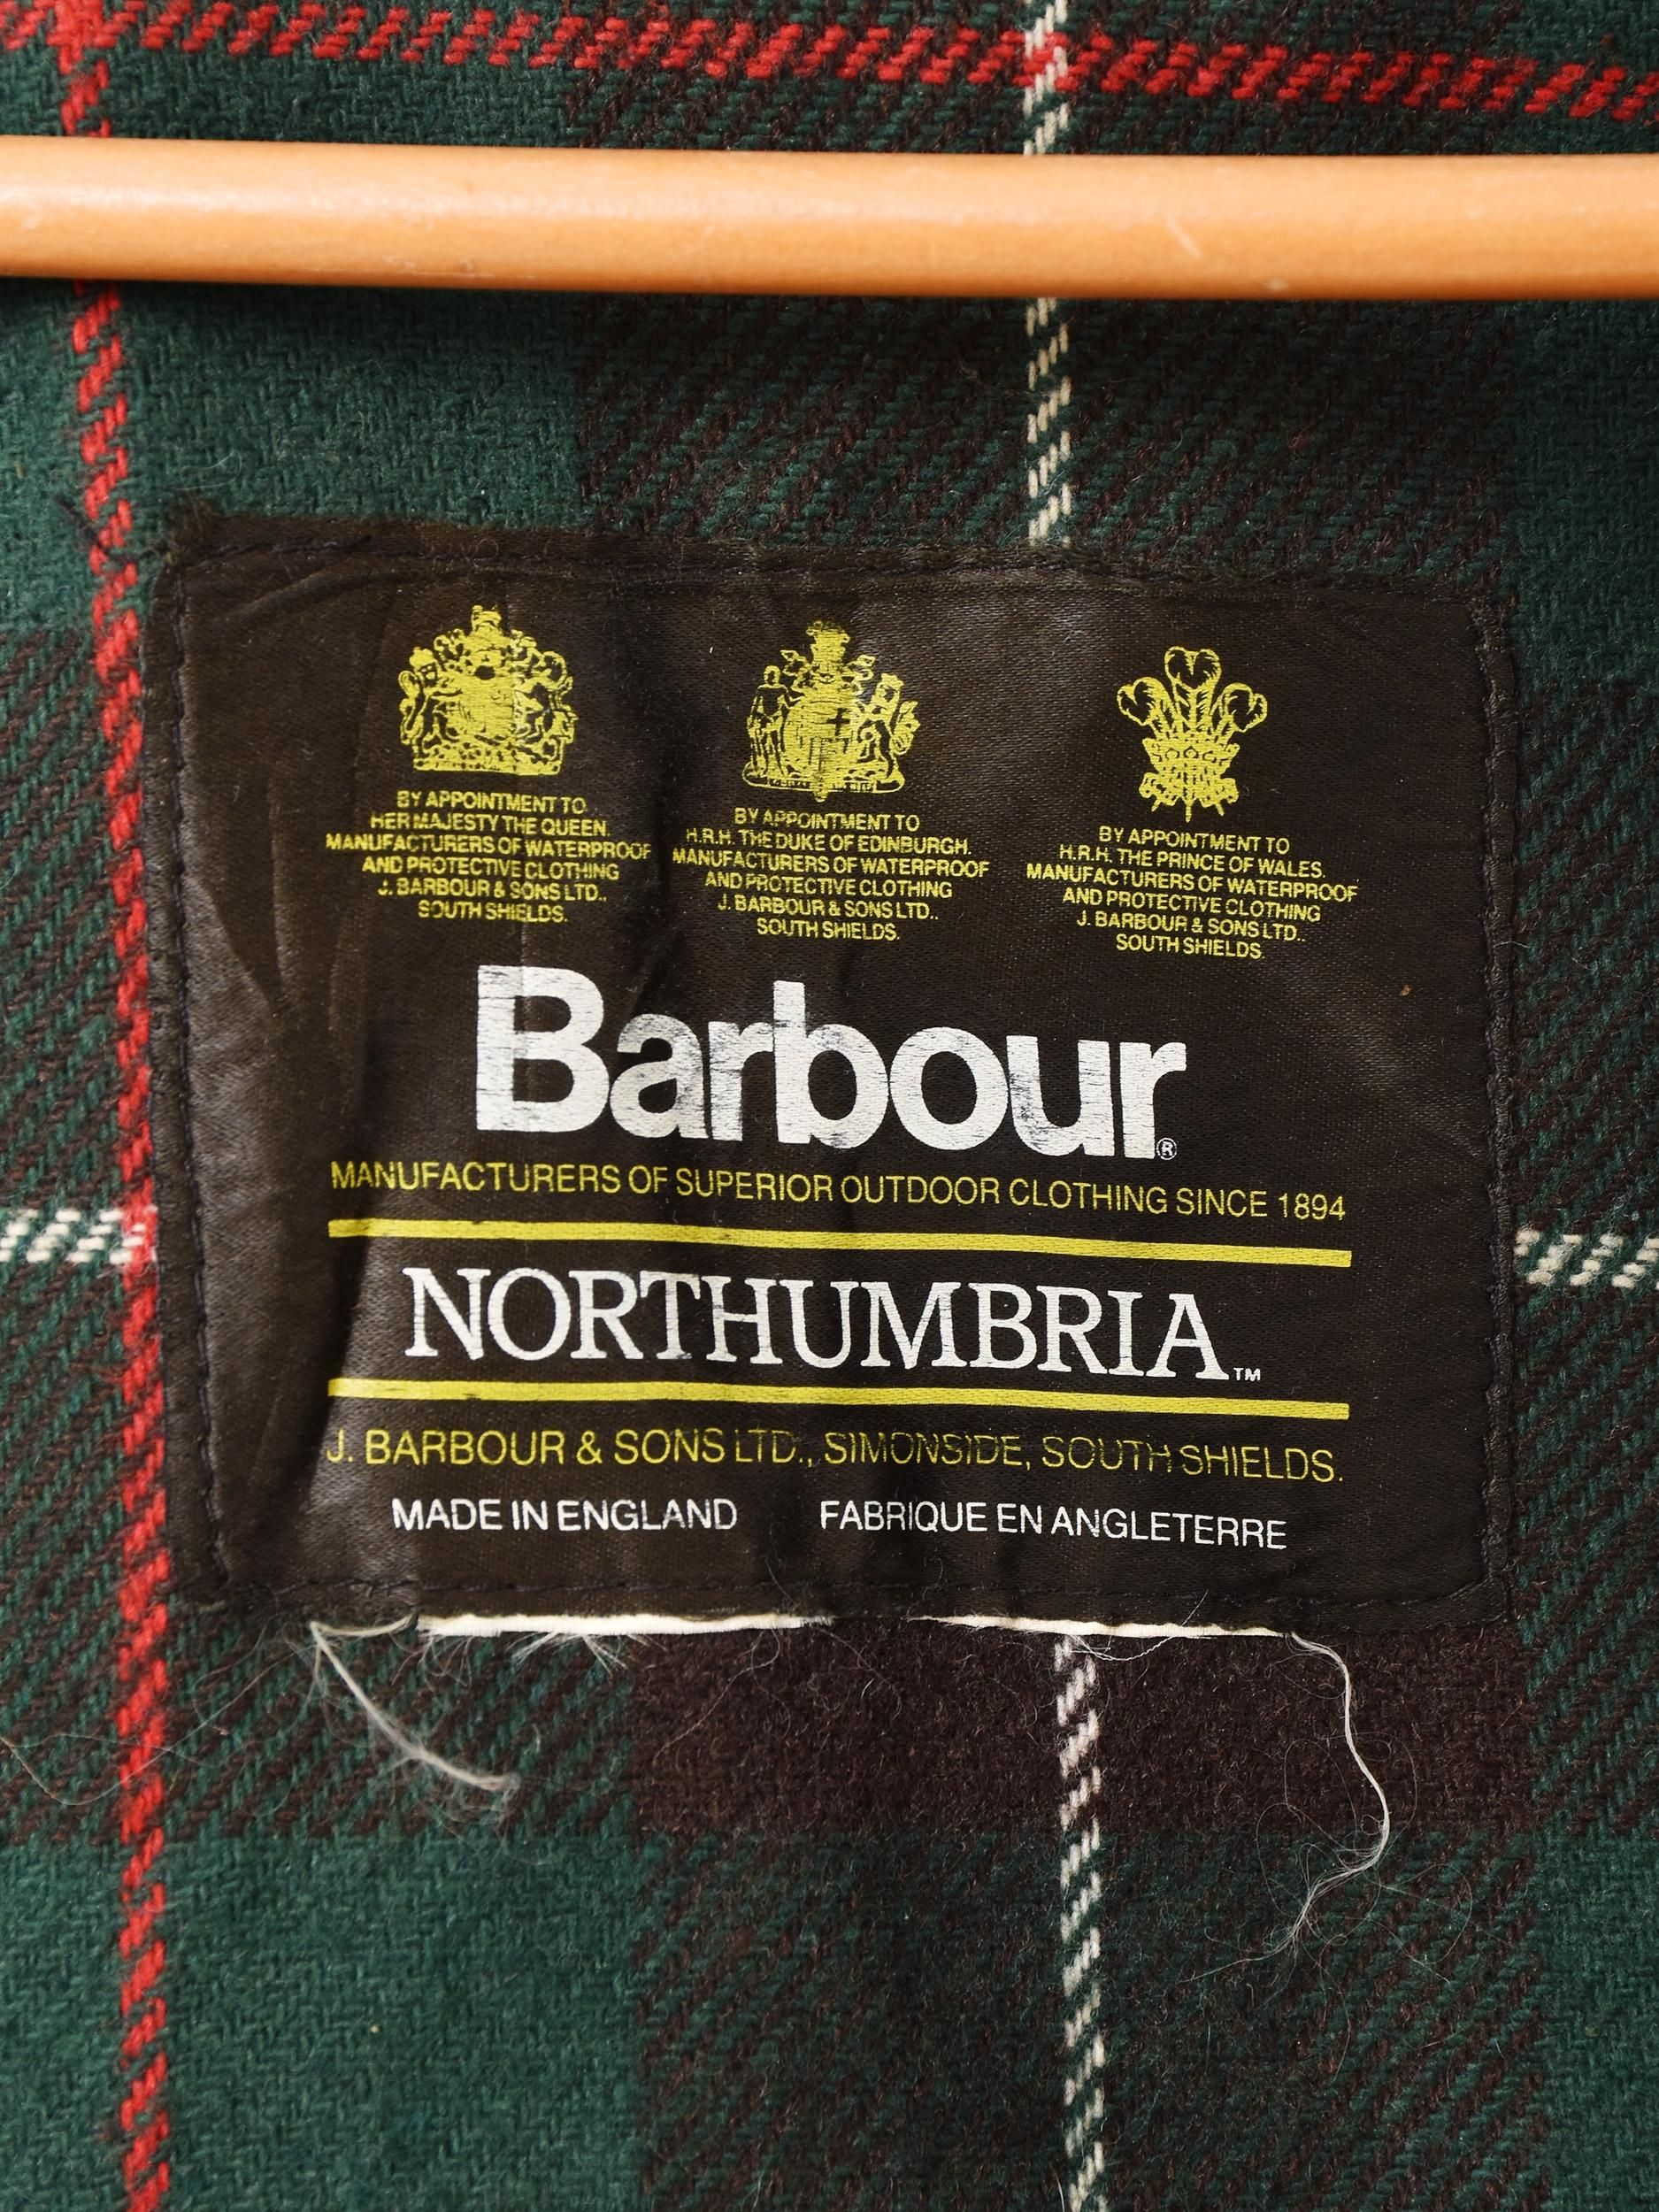 BY APPOINTMENT TO
HER MAJESTY THE QUEEN.
MANUFACTURERS OF WATERPROOF
AND PROTECTIVE CLOTHING
J. BARBOUR & SONS LTD.,
SOUTH SHIELDS.
BY APPOINTMENT TO
H.R.H. THE DUKE OF EDINBURGH.
MANUFACTURERS OF WATERPROOF
AND PROTECTIVE CLOTHING
J. BARBOUR & SONS LTD..
SOUTH SHIELDS.
BY APPOINTMENT TO
H.R.H. THE PRINCE OF WALES.
MANUFACTURERS OF WATERPROOF
AND PROTECTIVE CLOTHING
J. BARBOUR & SONS LTD..
SOUTH SHIELDS.
Barbour®
MANUFACTURERS OF SUPERIOR OUTDOOR CLOTHING SINCE 1894
NORTHUMBRIA™
J. BARBOUR & SONS LTD., SIMONSIDE, SOUTH SHIELDS.
MADE IN ENGLAND FABRIQUE EN ANGLETERRE